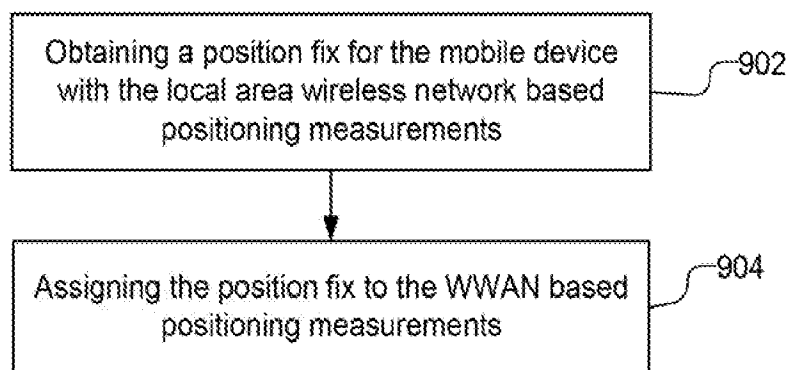 Obtaining a position fix for the mobile device
with the local area wireless network based
positioning measurements
902
Assigning the position fix to the WWAN based
positioning measurements
904